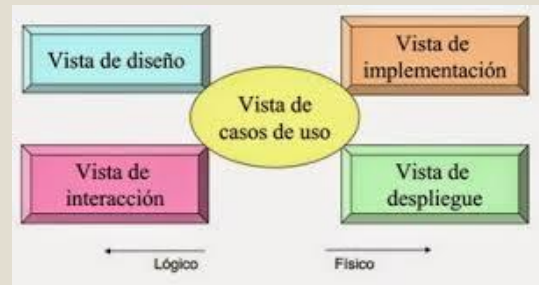 Vista de diseño
Vista de
implementación
Vista de
casos de uso
Vista de
interacción
Vista de
despliegue
Lógico
Físico